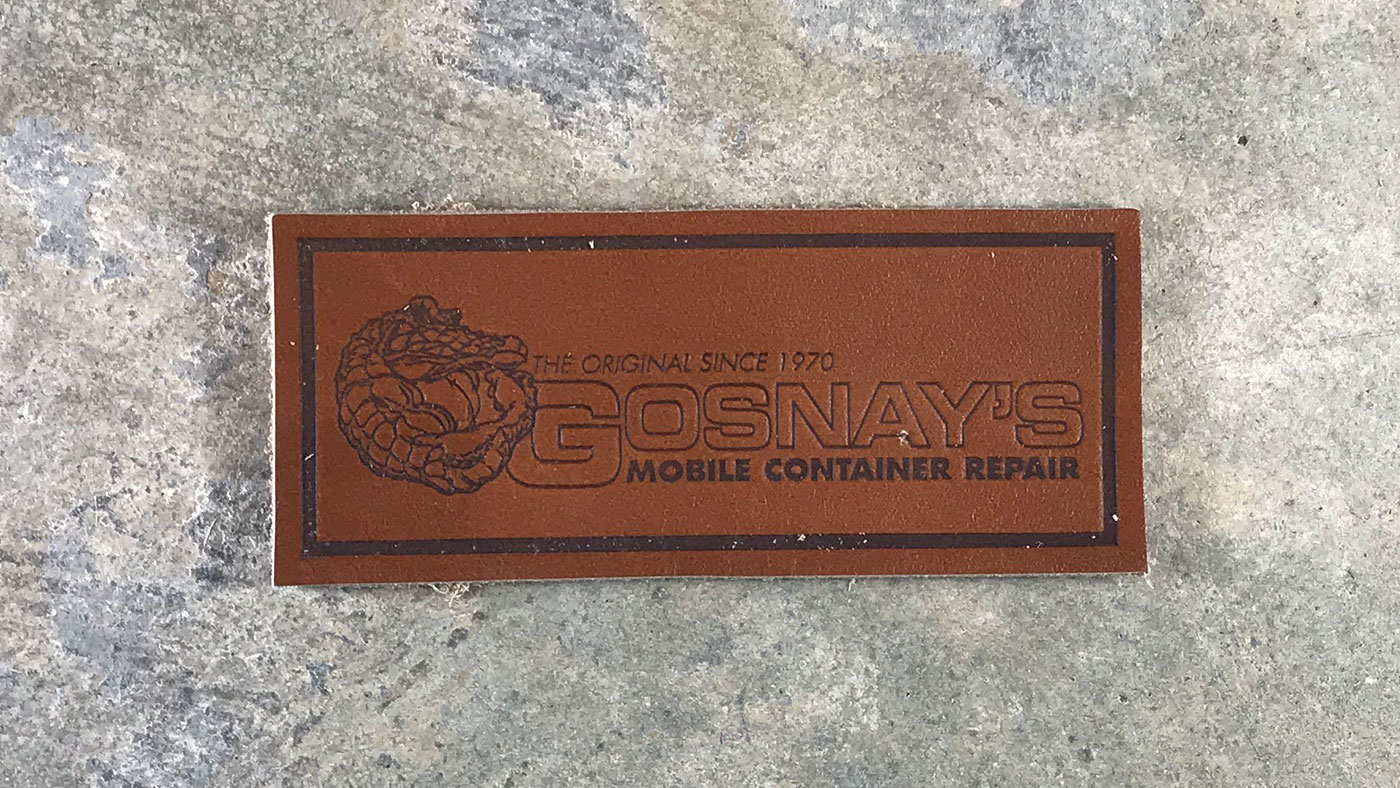 THE ORIGINAL SINCE 1970
GOSNAY'S
MOBILE CONTAINER REPAIR